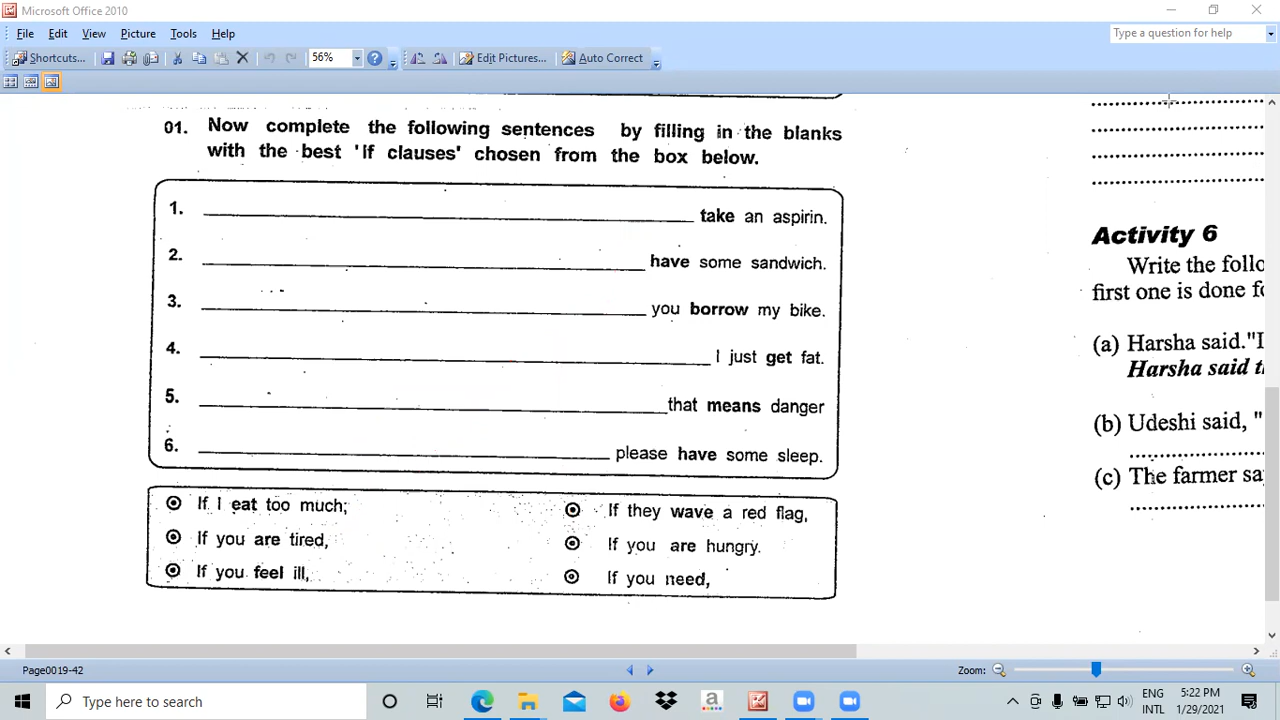 Microsoft Office 2010
File Edit View Picture Tools Help
Type a question for help
Shortcuts... 56% Edit Pictures... Auto Correct
01. Now complete the following sentences by filling in the blanks
with the best 'If clauses' chosen from the box below.
1. ______ take an aspirin.
2. ______ have some sandwich.
3. ______ you borrow my bike.
4. ______ I just get fat.
5. ______ that means danger
6. ______ please have some sleep.
If I eat too much;
If you are tired,
If you feel ill,
If they wave a red flag,
If you are hungry.
If you need,
Activity 6
Write the follo
first one is done fo
(a) Harsha said."I
Harsha said t
(b) Udeshi said, "
(c) The farmer sa
Page0019-42
Zoom:
Type here to search
a
ENG
INTL
5:22 PM
1/29/2021